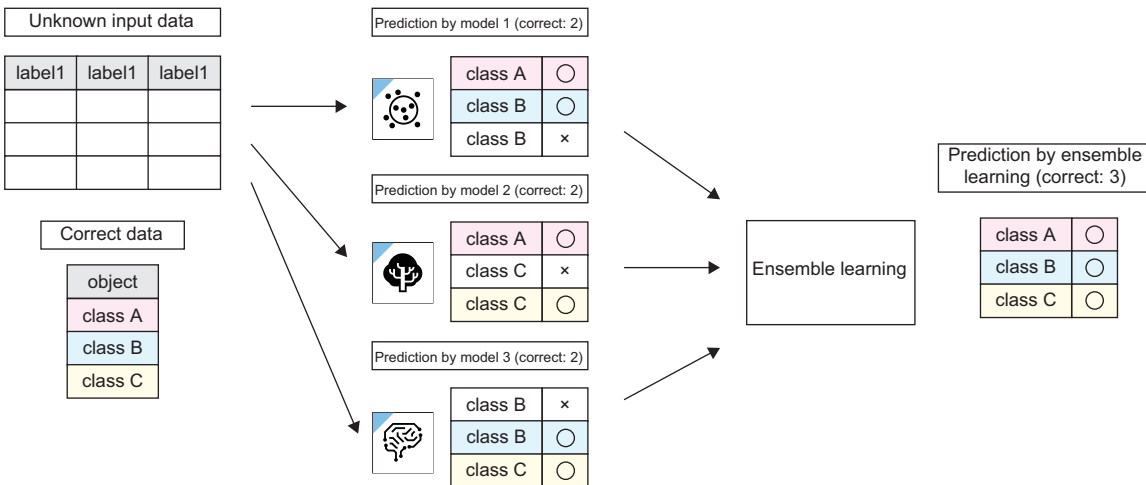 Unknown input data
label1 label1 label1
Correct data
object
class A
class B
class C
Prediction by model 1 (correct: 2)
class A ○
class B ○
class B ×
Prediction by model 2 (correct: 2)
class A ○
class C ×
class C ○
Prediction by model 3 (correct: 2)
class B ×
class B ○
class C ○
Ensemble learning
Prediction by ensemble
learning (correct: 3)
class A ○
class B ○
class C ○